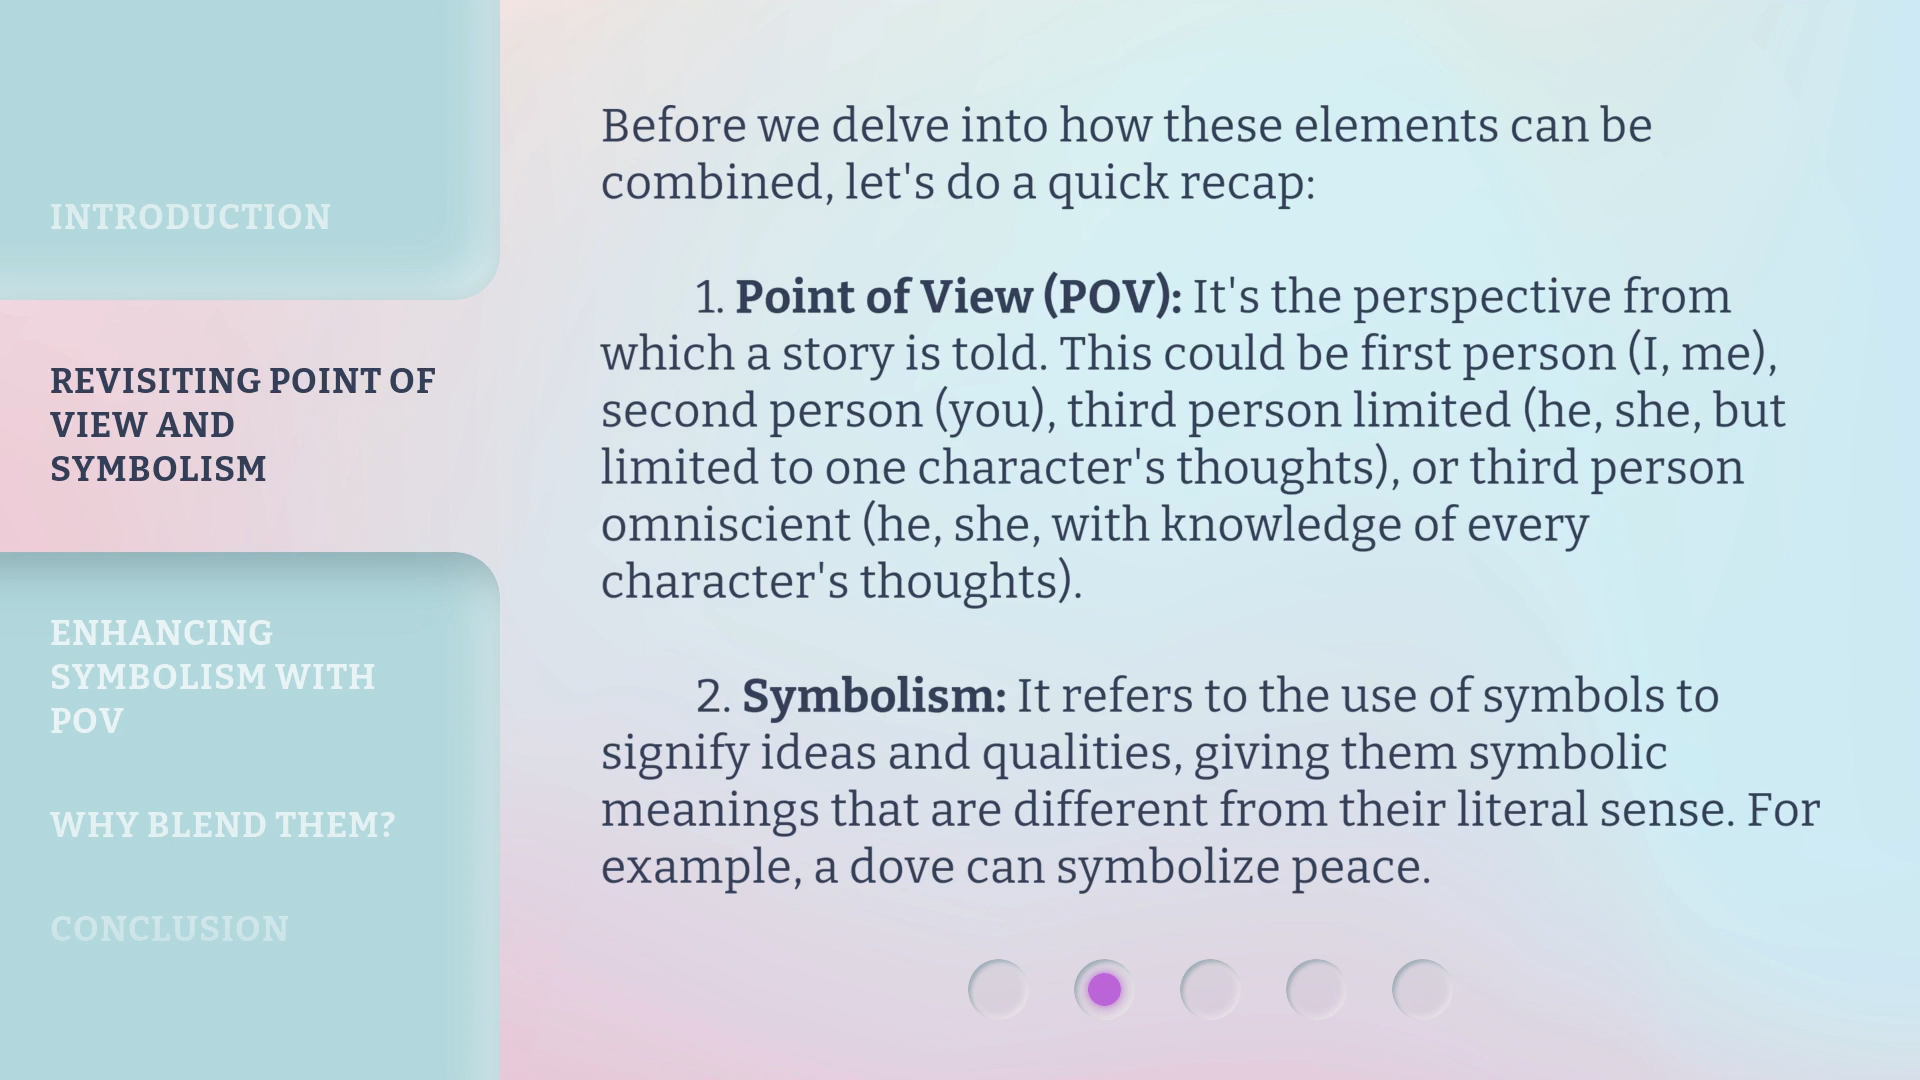 INTRODUCTION
REVISITING POINT OF
VIEW AND
SYMBOLISM
ENHANCING
SYMBOLISM WITH
POV
WHY BLEND THEM?
CONCLUSION
Before we delve into how these elements can be
combined, let's do a quick recap:
1. Point of View (POV): It's the perspective from
which a story is told. This could be first person (I, me),
second person (you), third person limited (he, she, but
limited to one character's thoughts), or third person
omniscient (he, she, with knowledge of every
character's thoughts).
2. Symbolism: It refers to the use of symbols to
signify ideas and qualities, giving them symbolic
meanings that are different from their literal sense. For
example, a dove can symbolize peace.